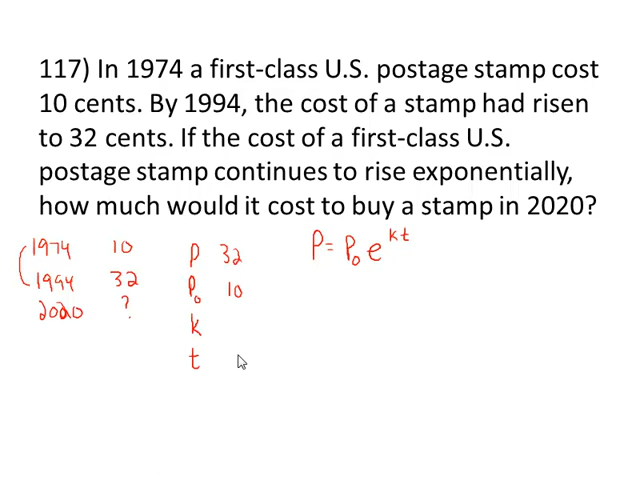 117) In 1974 a first-class U.S. postage stamp cost
10 cents. By 1994, the cost of a stamp had risen
to 32 cents. If the cost of a first-class U.S.
postage stamp continues to rise exponentially,
how much would it cost to buy a stamp in 2020?
1974 10
1994 32
2020 ?
P 32
P₀ 10
k
t
P = P₀ e^{kt}